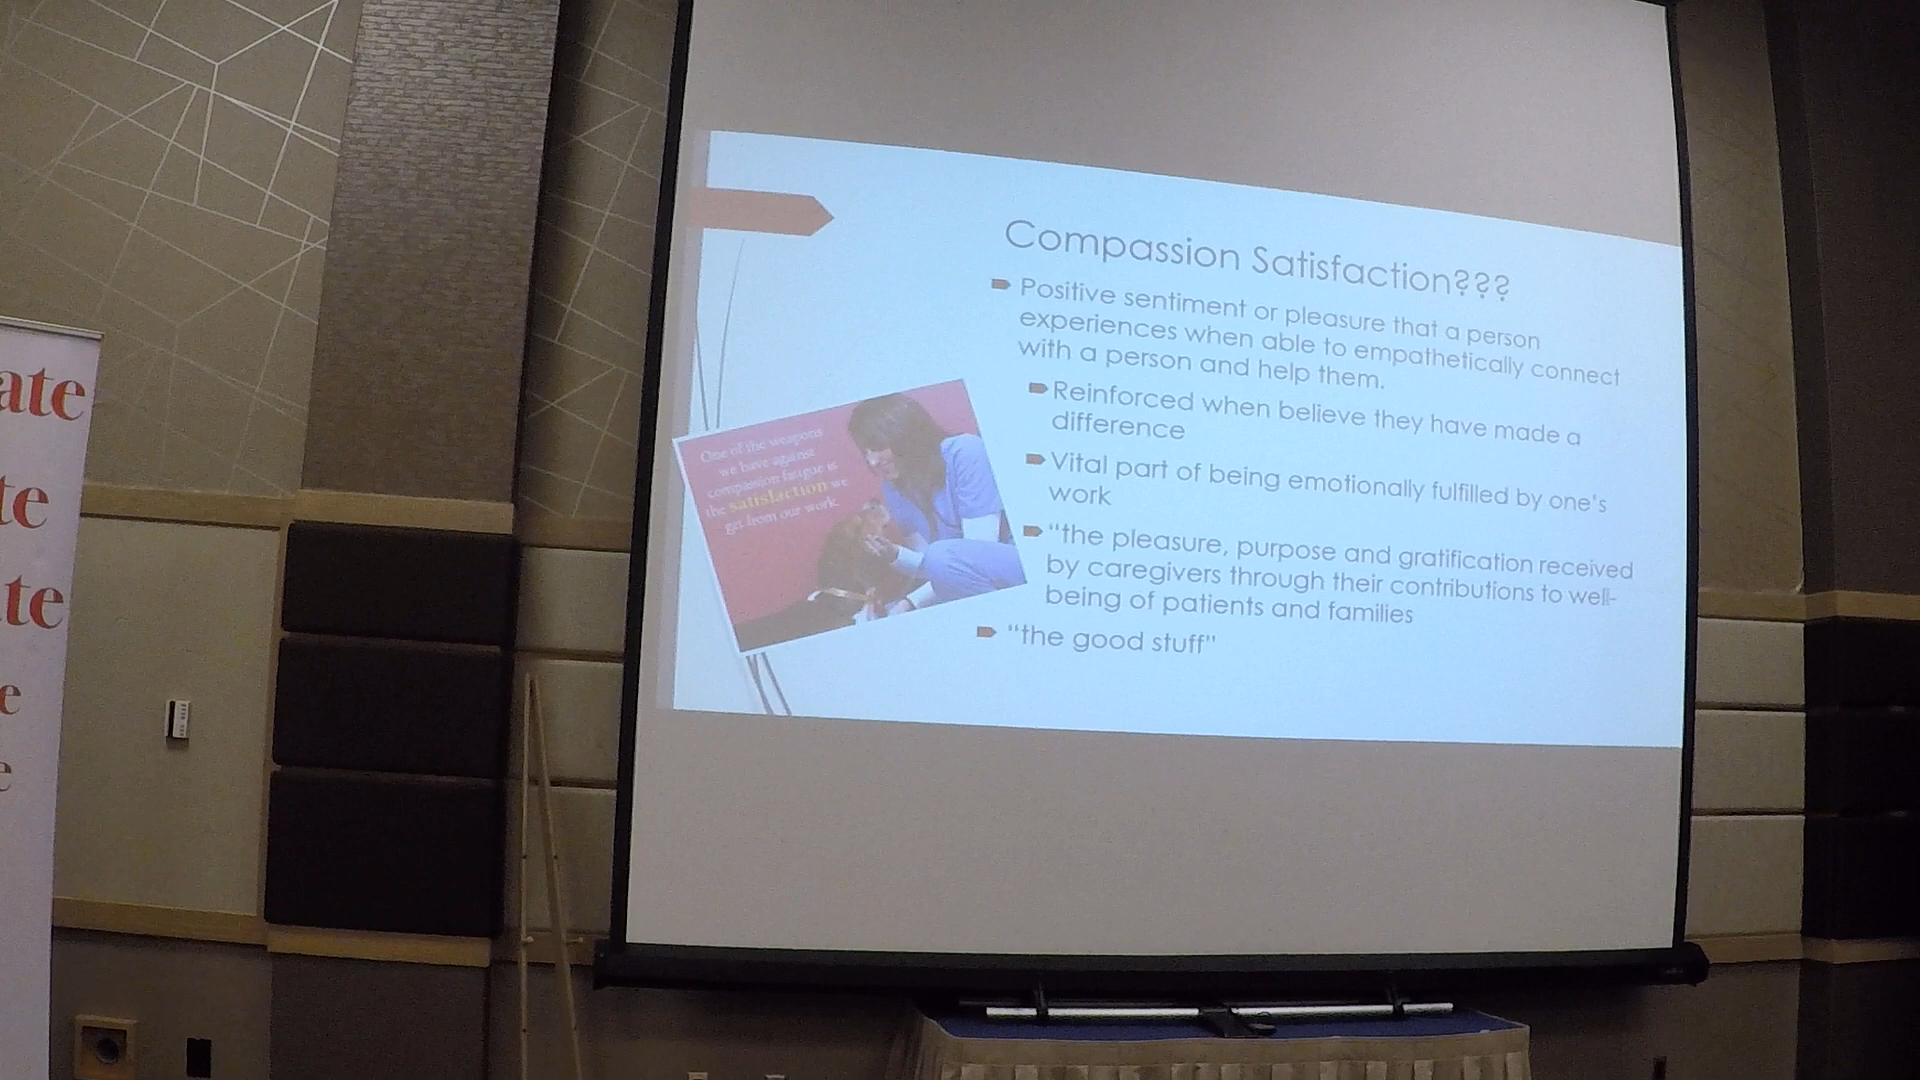 ate
te
te
e
e
Compassion Satisfaction???
Positive sentiment or pleasure that a person
experiences when able to empathetically connect
with a person and help them.
Reinforced when believe they have made a
difference
Vital part of being emotionally fulfilled by one's
work
"the pleasure, purpose and gratification received
by caregivers through their contributions to well-
being of patients and families
"the good stuff"
One of the weapons
we have against
compassion fatigue is
the satisfaction we
get from our work.